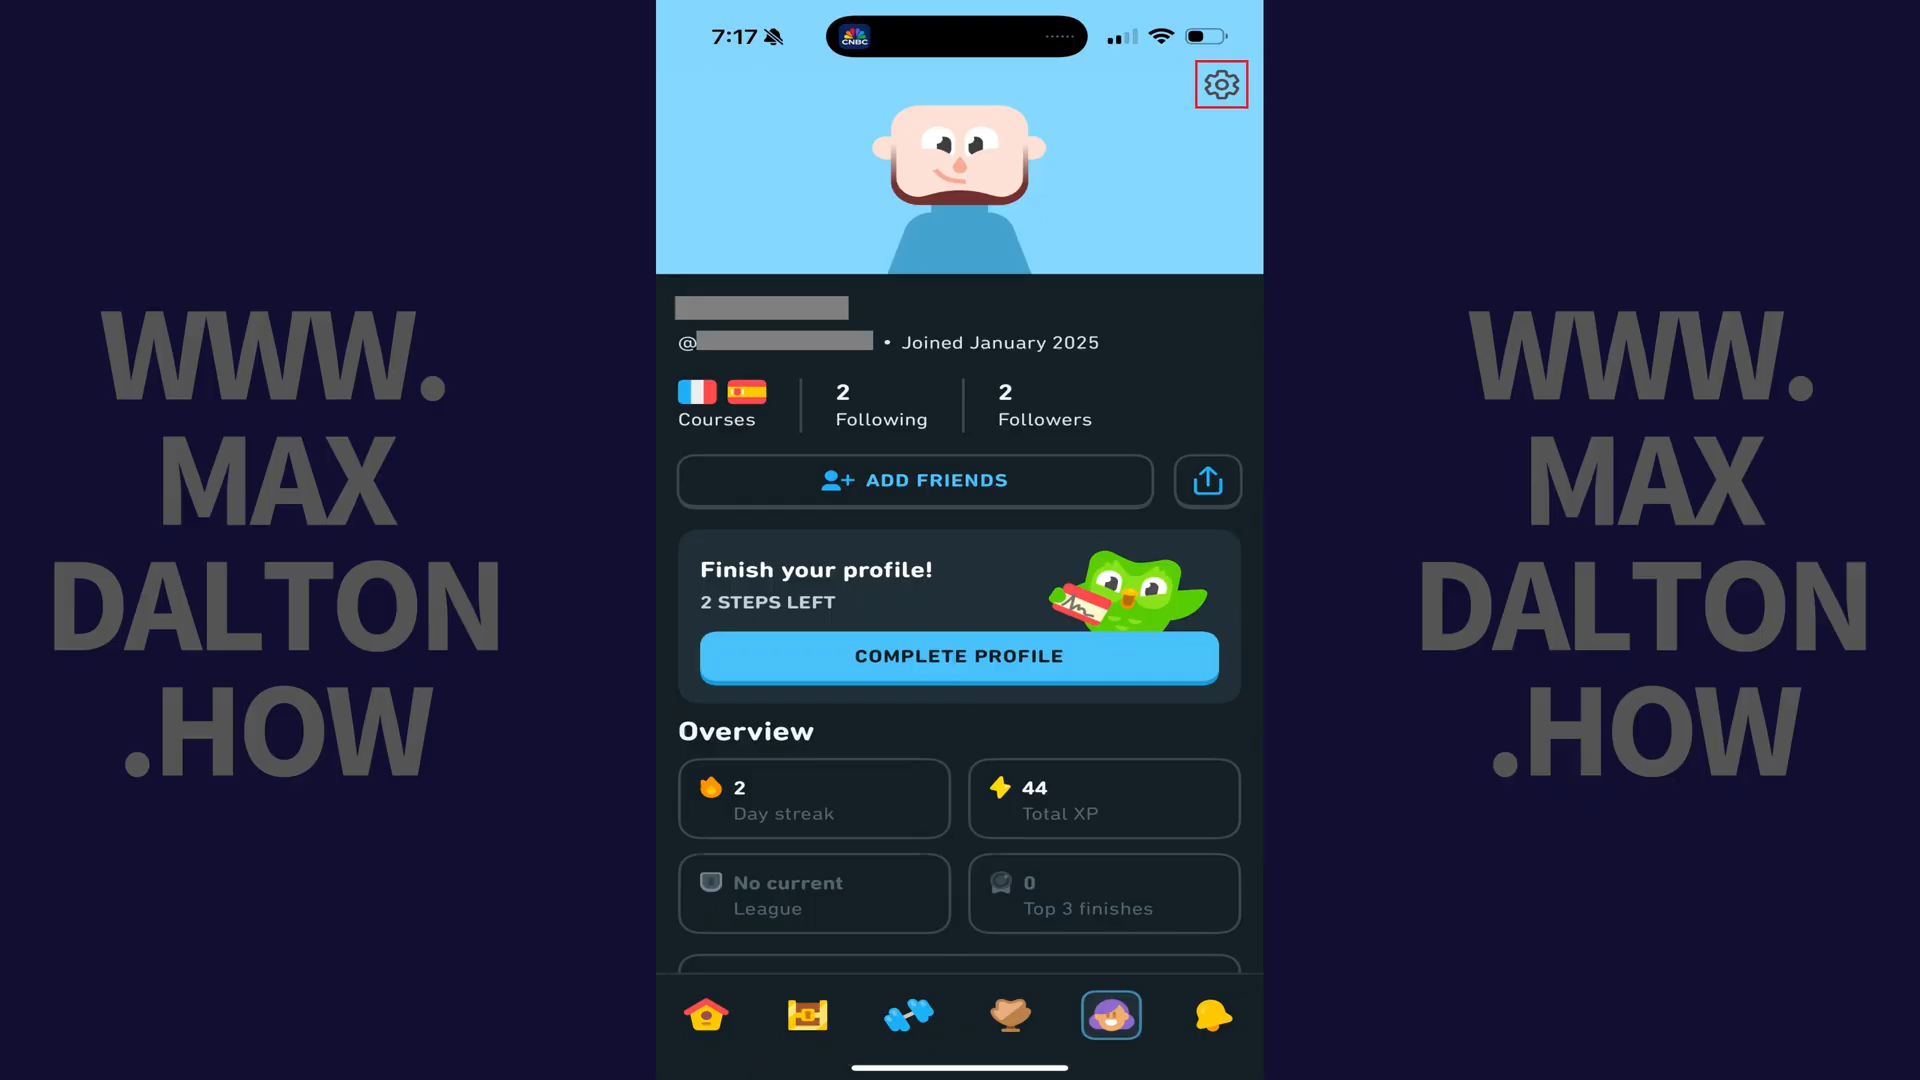 7:17
CNBC
WWW.
MAX
DALTON
.HOW
@
• Joined January 2025
Courses
2
Following
2
Followers
ADD FRIENDS
Finish your profile!
2 STEPS LEFT
COMPLETE PROFILE
Overview
2
Day streak
44
Total XP
No current
League
0
Top 3 finishes
WWW.
MAX
DALTON
.HOW